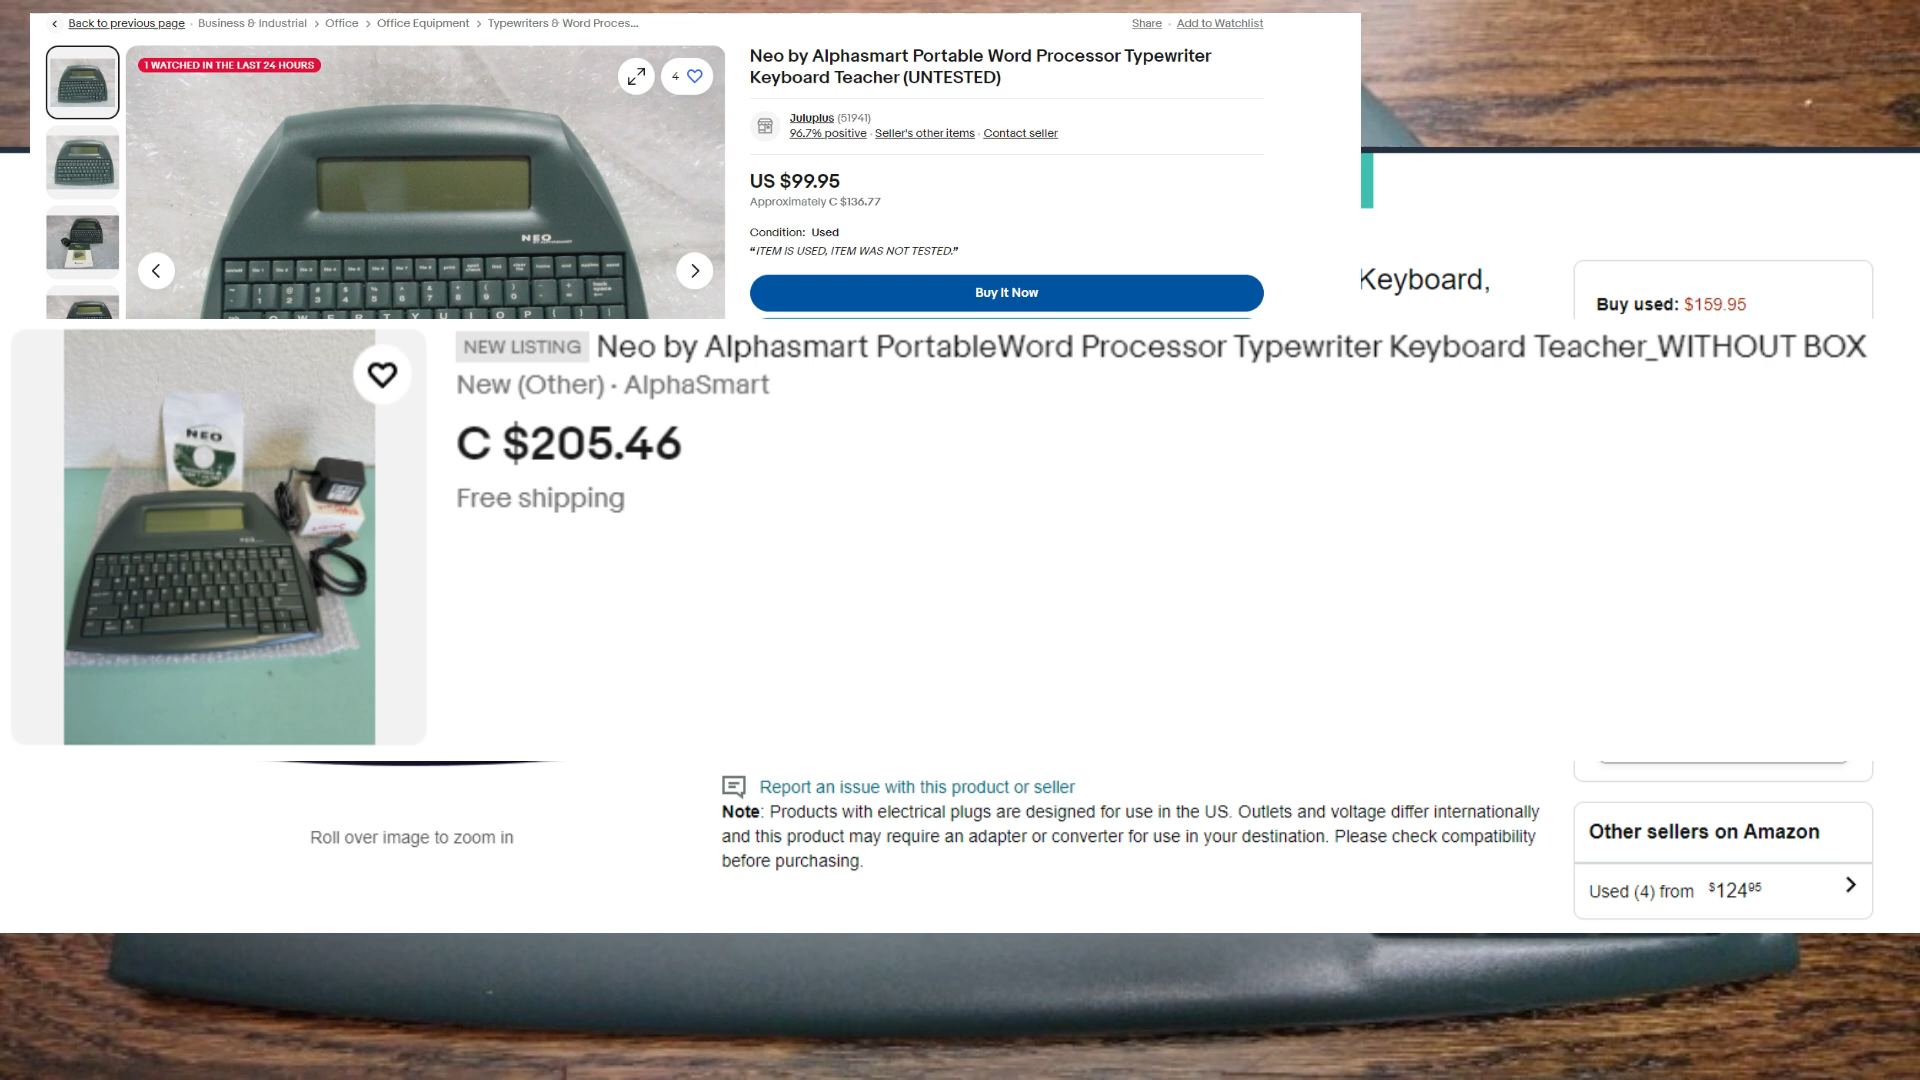 Back to previous page · Business & Industrial > Office > Office Equipment > Typewriters & Word Proces...
Share · Add to Watchlist
1 WATCHED IN THE LAST 24 HOURS
4
NEO
Neo by Alphasmart Portable Word Processor Typewriter
Keyboard Teacher (UNTESTED)
Juluplus (51941)
96.7% positive · Seller's other items · Contact seller
US $99.95
Approximately C $136.77
Condition: Used
“ITEM IS USED, ITEM WAS NOT TESTED.”
Buy It Now
Keyboard,
Buy used: $159.95
NEW LISTING Neo by Alphasmart PortableWord Processor Typewriter Keyboard Teacher_WITHOUT BOX
New (Other) · AlphaSmart
C $205.46
Free shipping
NEO
Report an issue with this product or seller
Note: Products with electrical plugs are designed for use in the US. Outlets and voltage differ internationally
and this product may require an adapter or converter for use in your destination. Please check compatibility
before purchasing.
Roll over image to zoom in
Other sellers on Amazon
Used (4) from $124⁹⁵